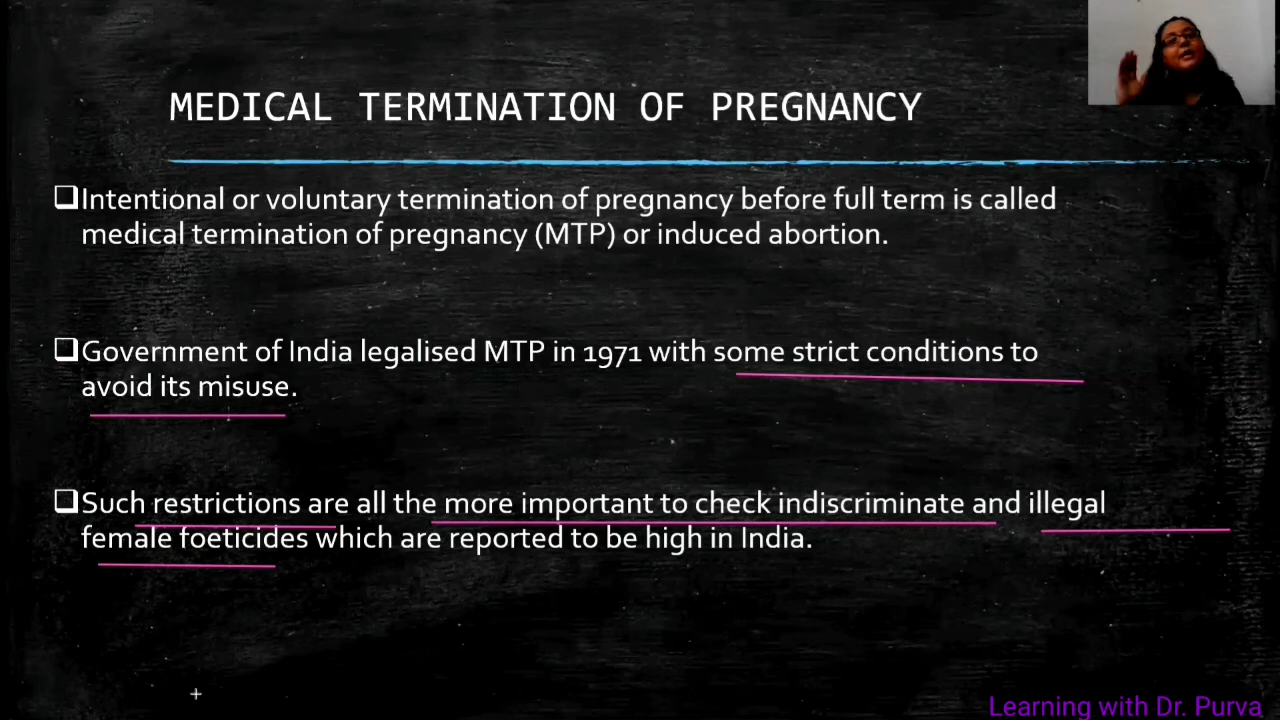 MEDICAL TERMINATION OF PREGNANCY
Intentional or voluntary termination of pregnancy before full term is called
medical termination of pregnancy (MTP) or induced abortion.
Government of India legalised MTP in 1971 with some strict conditions to
avoid its misuse.
Such restrictions are all the more important to check indiscriminate and illegal
female foeticides which are reported to be high in India.
Learning with Dr. Purva